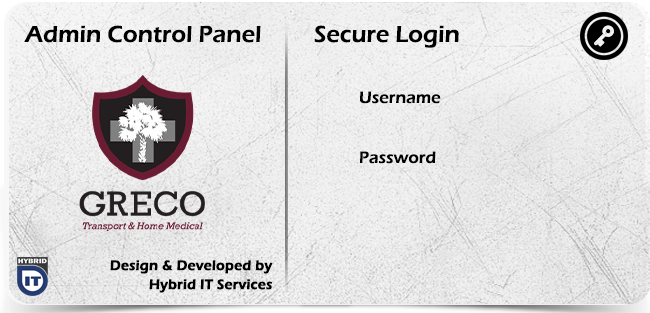 Admin Control Panel
GRECO
Transport & Home Medical
HYBRID
IT
Design & Developed by
Hybrid IT Services
Secure Login
Username
Password